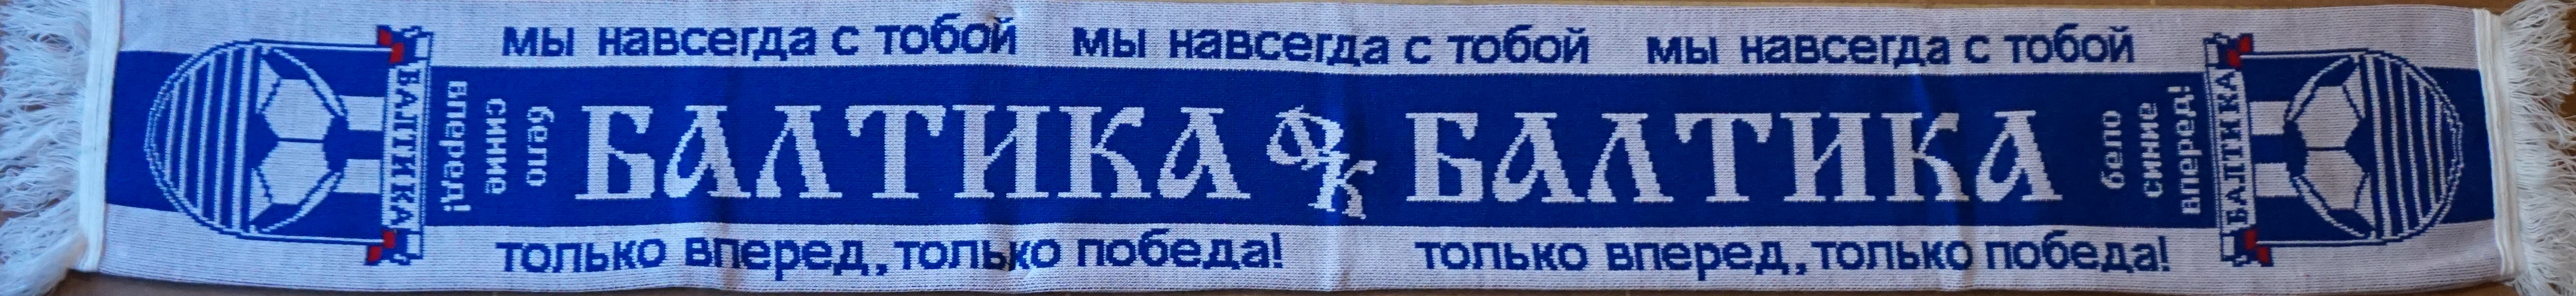 мы навсегда с тобой мы навсегда с тобой мы навсегда с тобой
БАЛТИКА
бело
синие
вперед!
БАЛТИКА ФК БАЛТИКА
бело
синие
вперед!
БАЛТИКА
только вперед, только победа! только вперед, только победа!